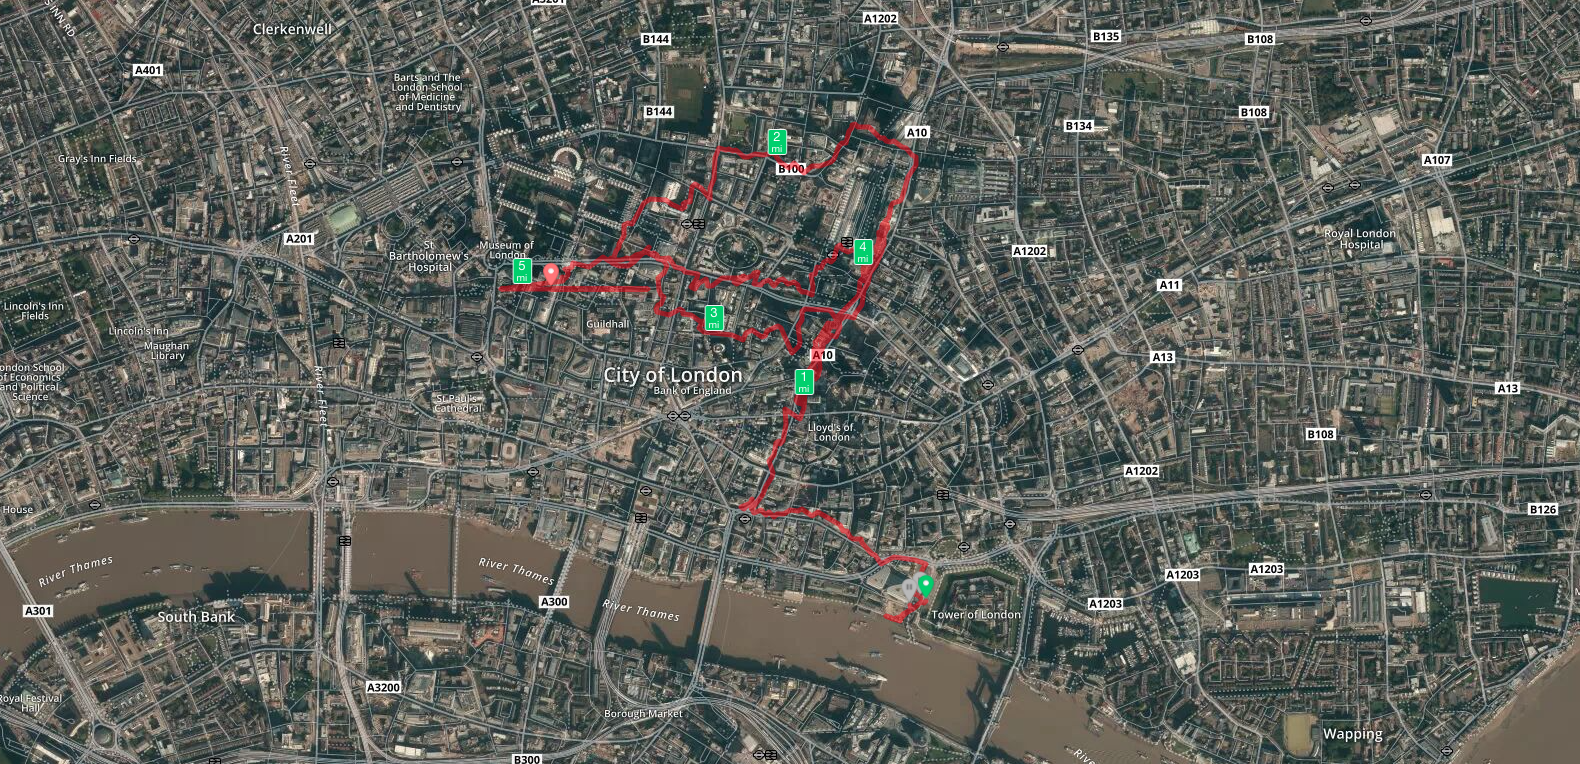 A5201
A1202
S INN RD
Clerkenwell
B144
B135
B108
A401
Barts and The
London School
of Medicine
and Dentistry
B144
B108
B134
A10
2
mi
Gray's Inn Fields
River Fleet
B100
A107
A201
St
Bartholomew's
Hospital
Museum of
London
5
mi
4
mi
A1202
Royal London
Hospital
A11
Lincoln's Inn
Fields
Lincoln's Inn
Maughan
Library
Guildhall
3
mi
A10
A13
London School
of Economics
and Political
Science
City of London
Bank of England
1
mi
A13
River Fleet
St Paul's
Cathedral
Lloyd's of
London
B108
A1202
House
B126
River Thames
River Thames
A1203
A1203
A301
South Bank
A300
River Thames
Tower of London
A1203
A3200
Royal Festival
Hall
Borough Market
Wapping
B300
River